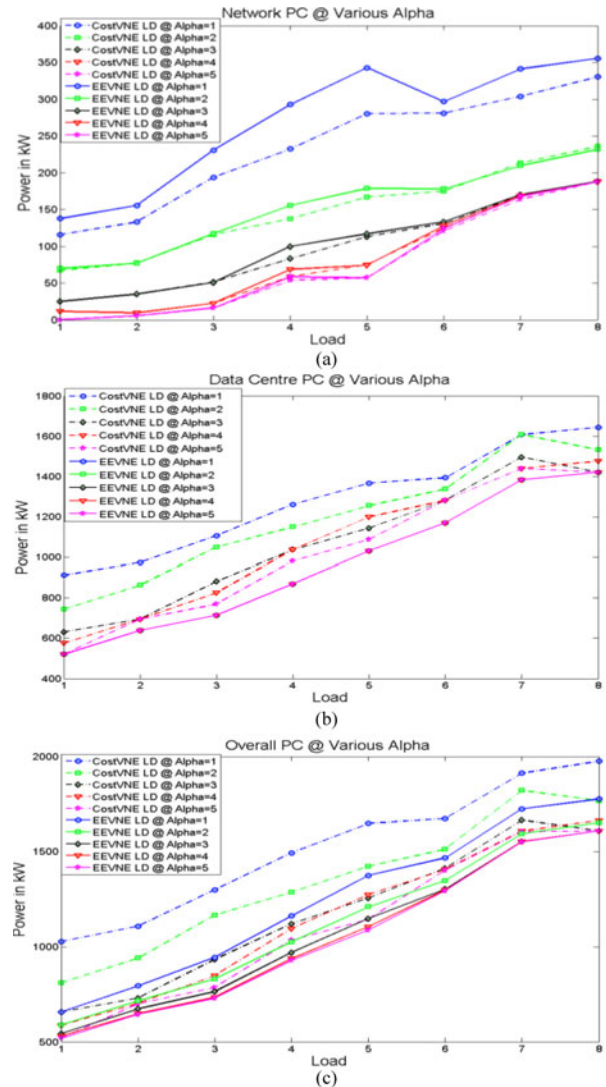 Network PC @ Various Alpha
400
350
300
250
200
150
100
50
0
Power in kW
CostVNE LD @ Alpha=1
CostVNE LD @ Alpha=2
CostVNE LD @ Alpha=3
CostVNE LD @ Alpha=4
CostVNE LD @ Alpha=5
EEVNE LD @ Alpha=1
EEVNE LD @ Alpha=2
EEVNE LD @ Alpha=3
EEVNE LD @ Alpha=4
EEVNE LD @ Alpha=5
1 2 3 4 5 6 7 8
Load
(a)
Data Centre PC @ Various Alpha
1800
1600
1400
1200
1000
800
600
400
Power in kW
CostVNE LD @ Alpha=1
CostVNE LD @ Alpha=2
CostVNE LD @ Alpha=3
CostVNE LD @ Alpha=4
CostVNE LD @ Alpha=5
EEVNE LD @ Alpha=1
EEVNE LD @ Alpha=2
EEVNE LD @ Alpha=3
EEVNE LD @ Alpha=4
EEVNE LD @ Alpha=5
1 2 3 4 5 6 7 8
Load
(b)
Overall PC @ Various Alpha
2000
1500
1000
500
Power in kW
CostVNE LD @ Alpha=1
CostVNE LD @ Alpha=2
CostVNE LD @ Alpha=3
CostVNE LD @ Alpha=4
CostVNE LD @ Alpha=5
EEVNE LD @ Alpha=1
EEVNE LD @ Alpha=2
EEVNE LD @ Alpha=3
EEVNE LD @ Alpha=4
EEVNE LD @ Alpha=5
1 2 3 4 5 6 7 8
Load
(c)